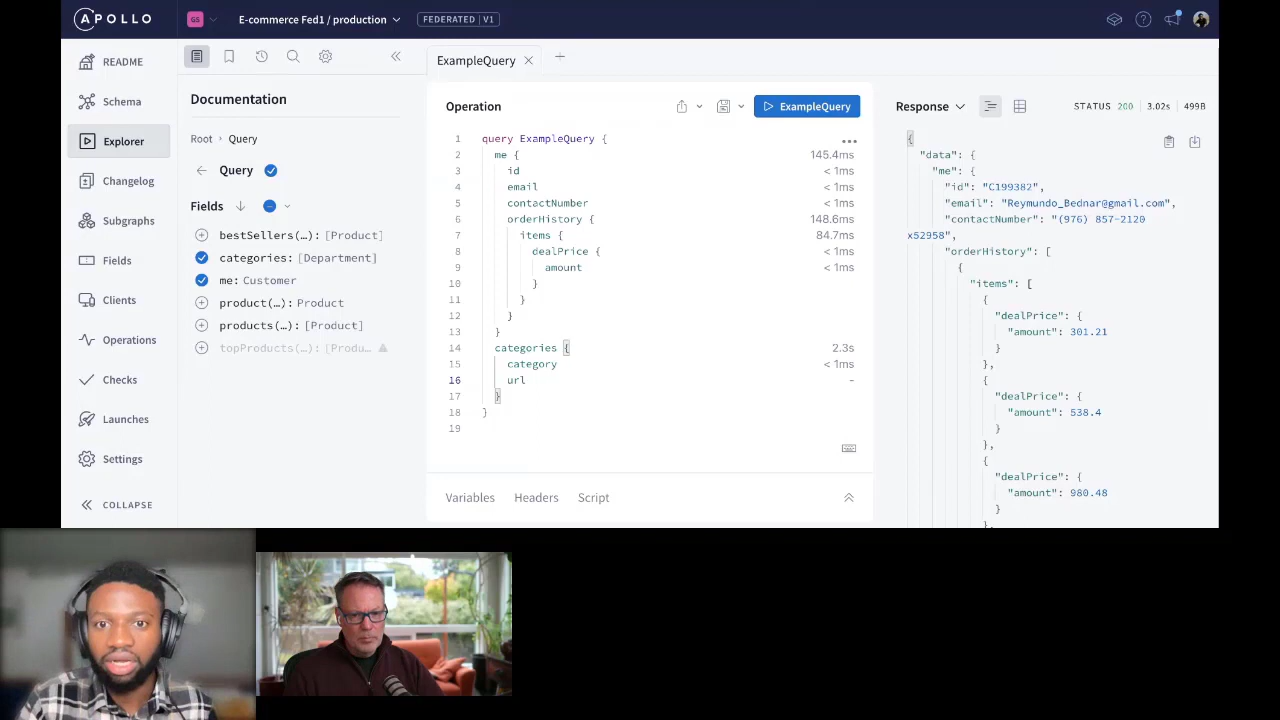 APOLLO
GS
E-commerce Fed1 / production
FEDERATED V1
README
Schema
Explorer
Changelog
Subgraphs
Fields
Clients
Operations
Checks
Launches
Settings
COLLAPSE
Documentation
Root › Query
Query
Fields
bestSellers(…): [Product]
categories: [Department]
me: Customer
product(…): Product
products(…): [Product]
topProducts(…): [Produ…
ExampleQuery
Operation
ExampleQuery
1 query ExampleQuery {
2 me { 145.4ms
3 id < 1ms
4 email < 1ms
5 contactNumber < 1ms
6 orderHistory { 148.6ms
7 items { 84.7ms
8 dealPrice { < 1ms
9 amount < 1ms
10 }
11 }
12 }
13 }
14 categories { 2.3s
15 category < 1ms
16 url -
17 }
18 }
19
Variables Headers Script
Response
STATUS 200 3.02s 499B
{
"data": {
"me": {
"id": "C199382",
"email": "Reymundo_Bednar@gmail.com",
"contactNumber": "(976) 857-2120
x52958",
"orderHistory": [
{
"items": [
{
"dealPrice": {
"amount": 301.21
}
},
{
"dealPrice": {
"amount": 538.4
}
},
{
"dealPrice": {
"amount": 980.48
}
},